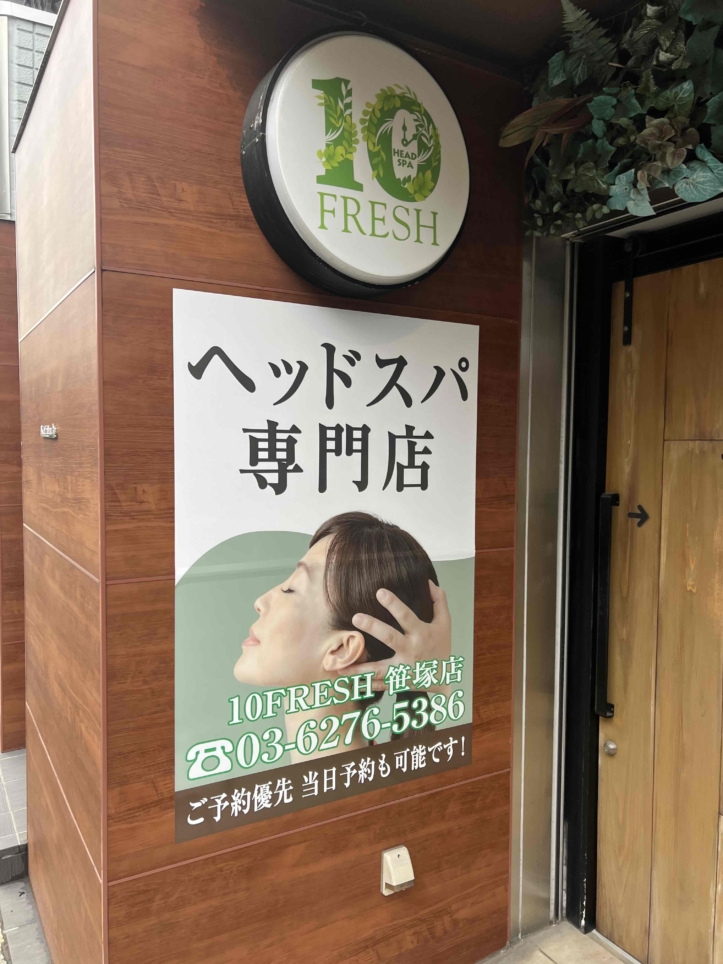 10
HEAD
SPA
FRESH
ヘッドスパ
専門店
10FRESH 笹塚店
☎03-6276-5386
ご予約優先 当日予約も可能です!